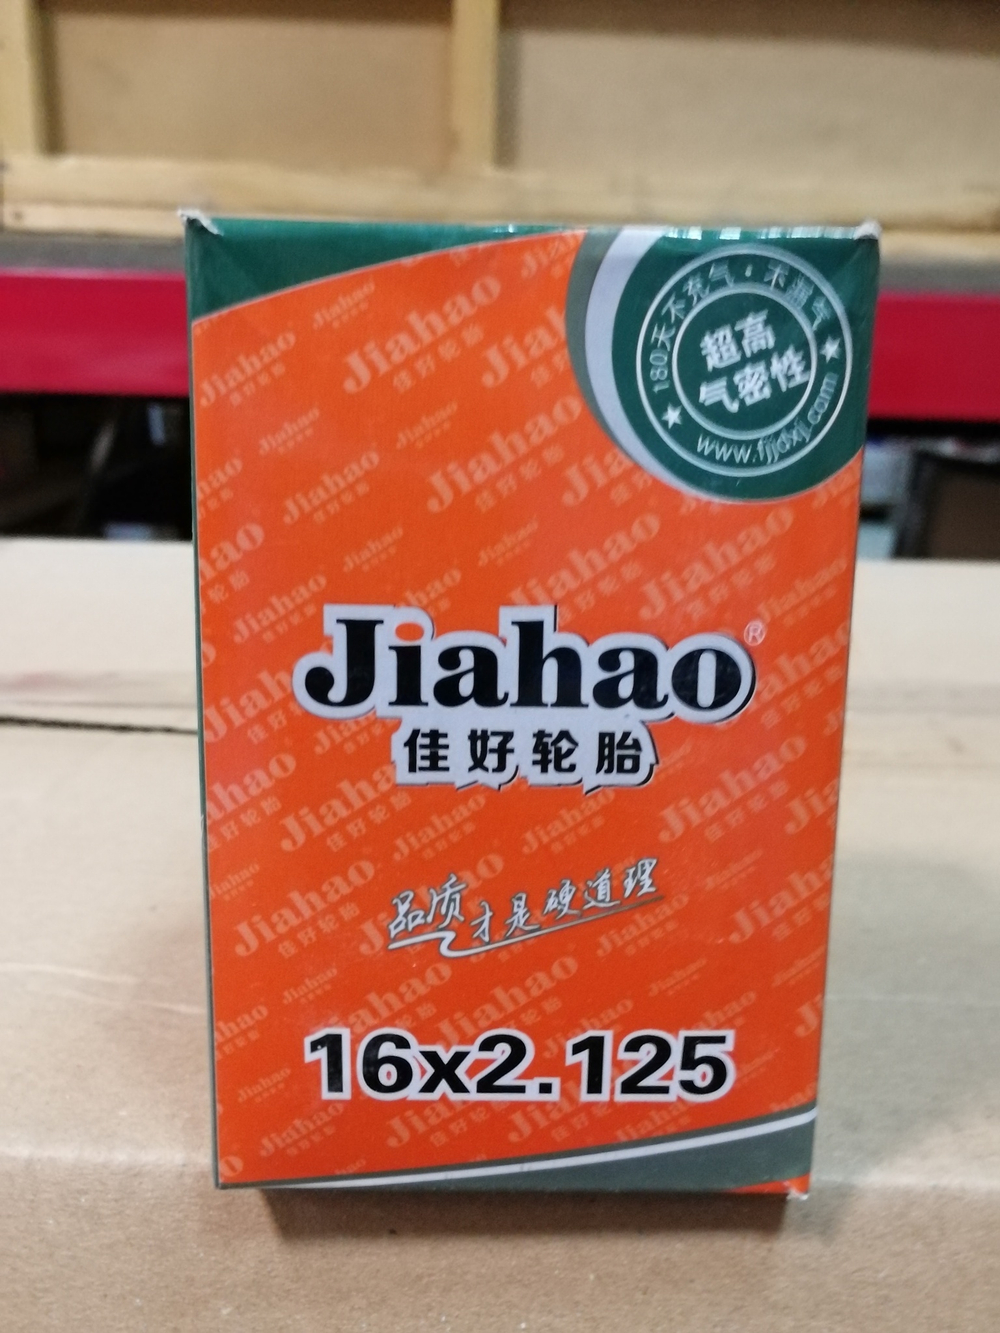 180天不充气·不漏气
超高
气密性
www.fjjdxj.com
Jiahao®
佳好轮胎
品质才是硬道理
16x2.125